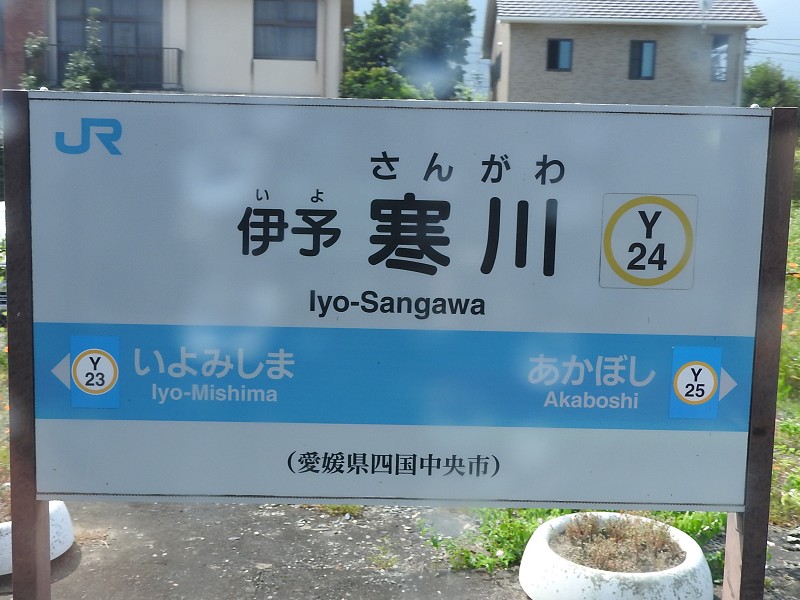 JR
さんがわ
いよ
伊予寒川
Y
24
Iyo-Sangawa
Y
23
いよみしま
Iyo-Mishima
あかぼし
Akaboshi
Y
25
(愛媛県四国中央市)